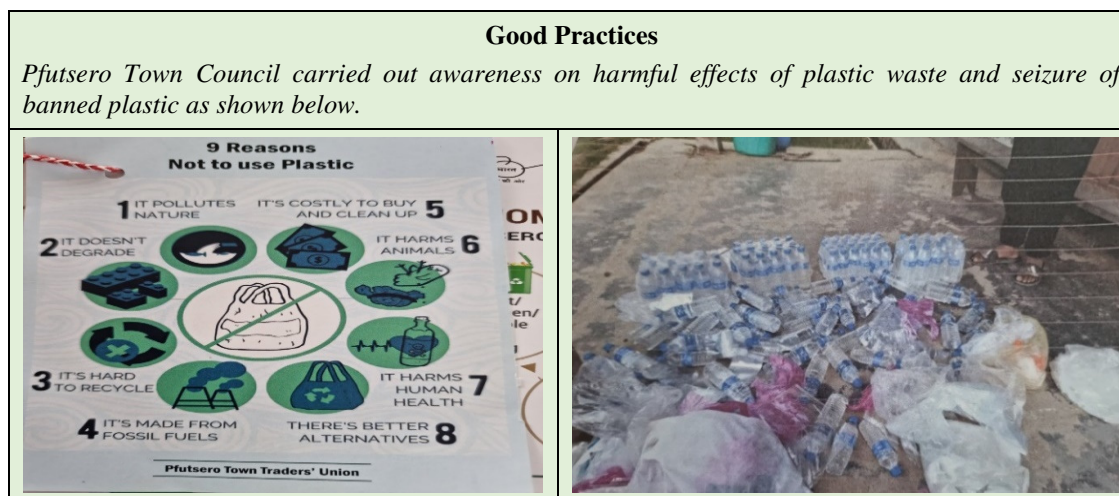 Good Practices
Pfutsero Town Council carried out awareness on harmful effects of plastic waste and seizure of
banned plastic as shown below.
9 Reasons
Not to use Plastic
1 IT POLLUTES
NATURE
2 IT DOESN'T
DEGRADE
3 IT'S HARD
TO RECYCLE
4 IT'S MADE FROM
FOSSIL FUELS
IT'S COSTLY TO BUY
AND CLEAN UP 5
IT HARMS
ANIMALS 6
IT HARMS
HUMAN
HEALTH 7
THERE'S BETTER
ALTERNATIVES 8
Pfutsero Town Traders' Union